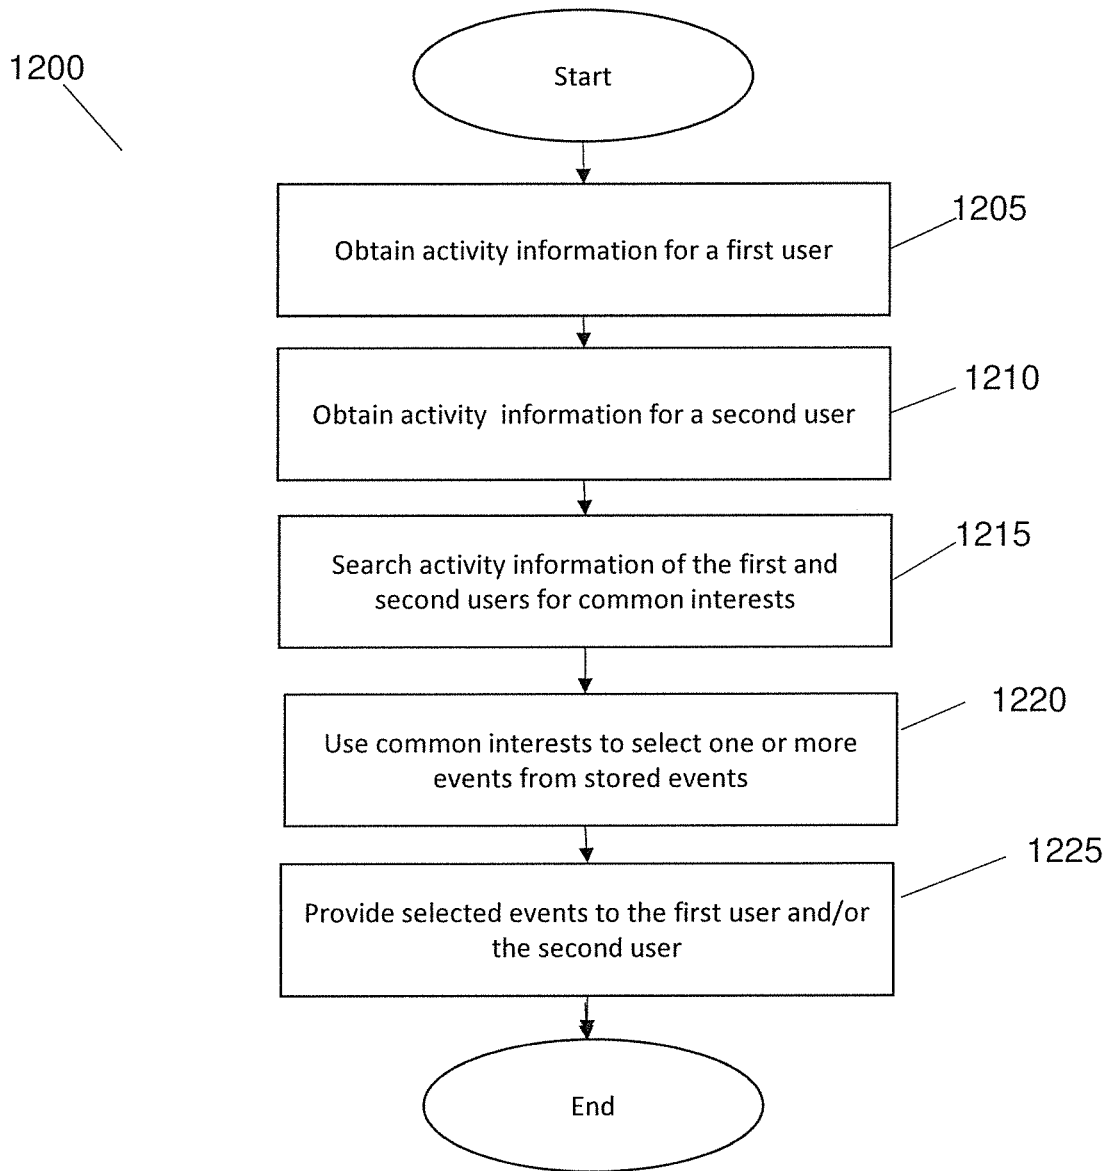 1200
Start
1205
Obtain activity information for a first user
1210
Obtain activity  information for a second user
1215
Search activity information of the first and
second users for common interests
1220
Use common interests to select one or more
events from stored events
1225
Provide selected events to the first user and/or
the second user
End